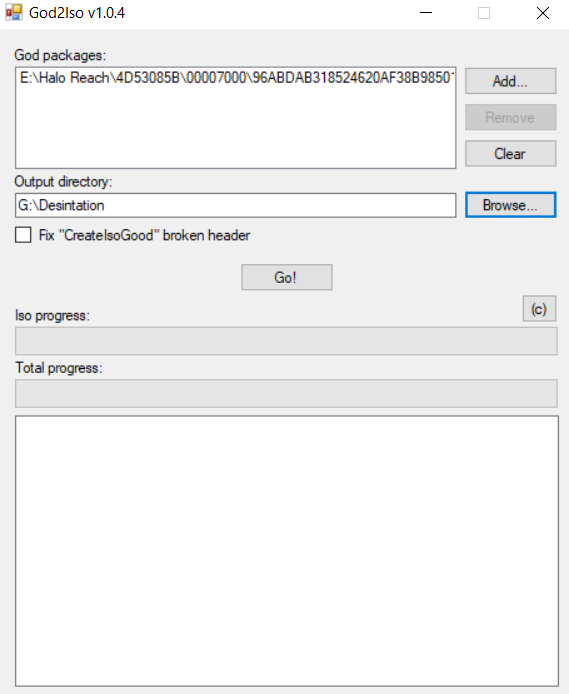 God2Iso v1.0.4
God packages:
E:\Halo Reach\4D53085B\00007000\96ABDAB318524620AF38B9850
Add...
Remove
Clear
Output directory:
G:\Desintation
Browse...
Fix "CreateIsoGood" broken header
Go!
(c)
Iso progress:
Total progress: